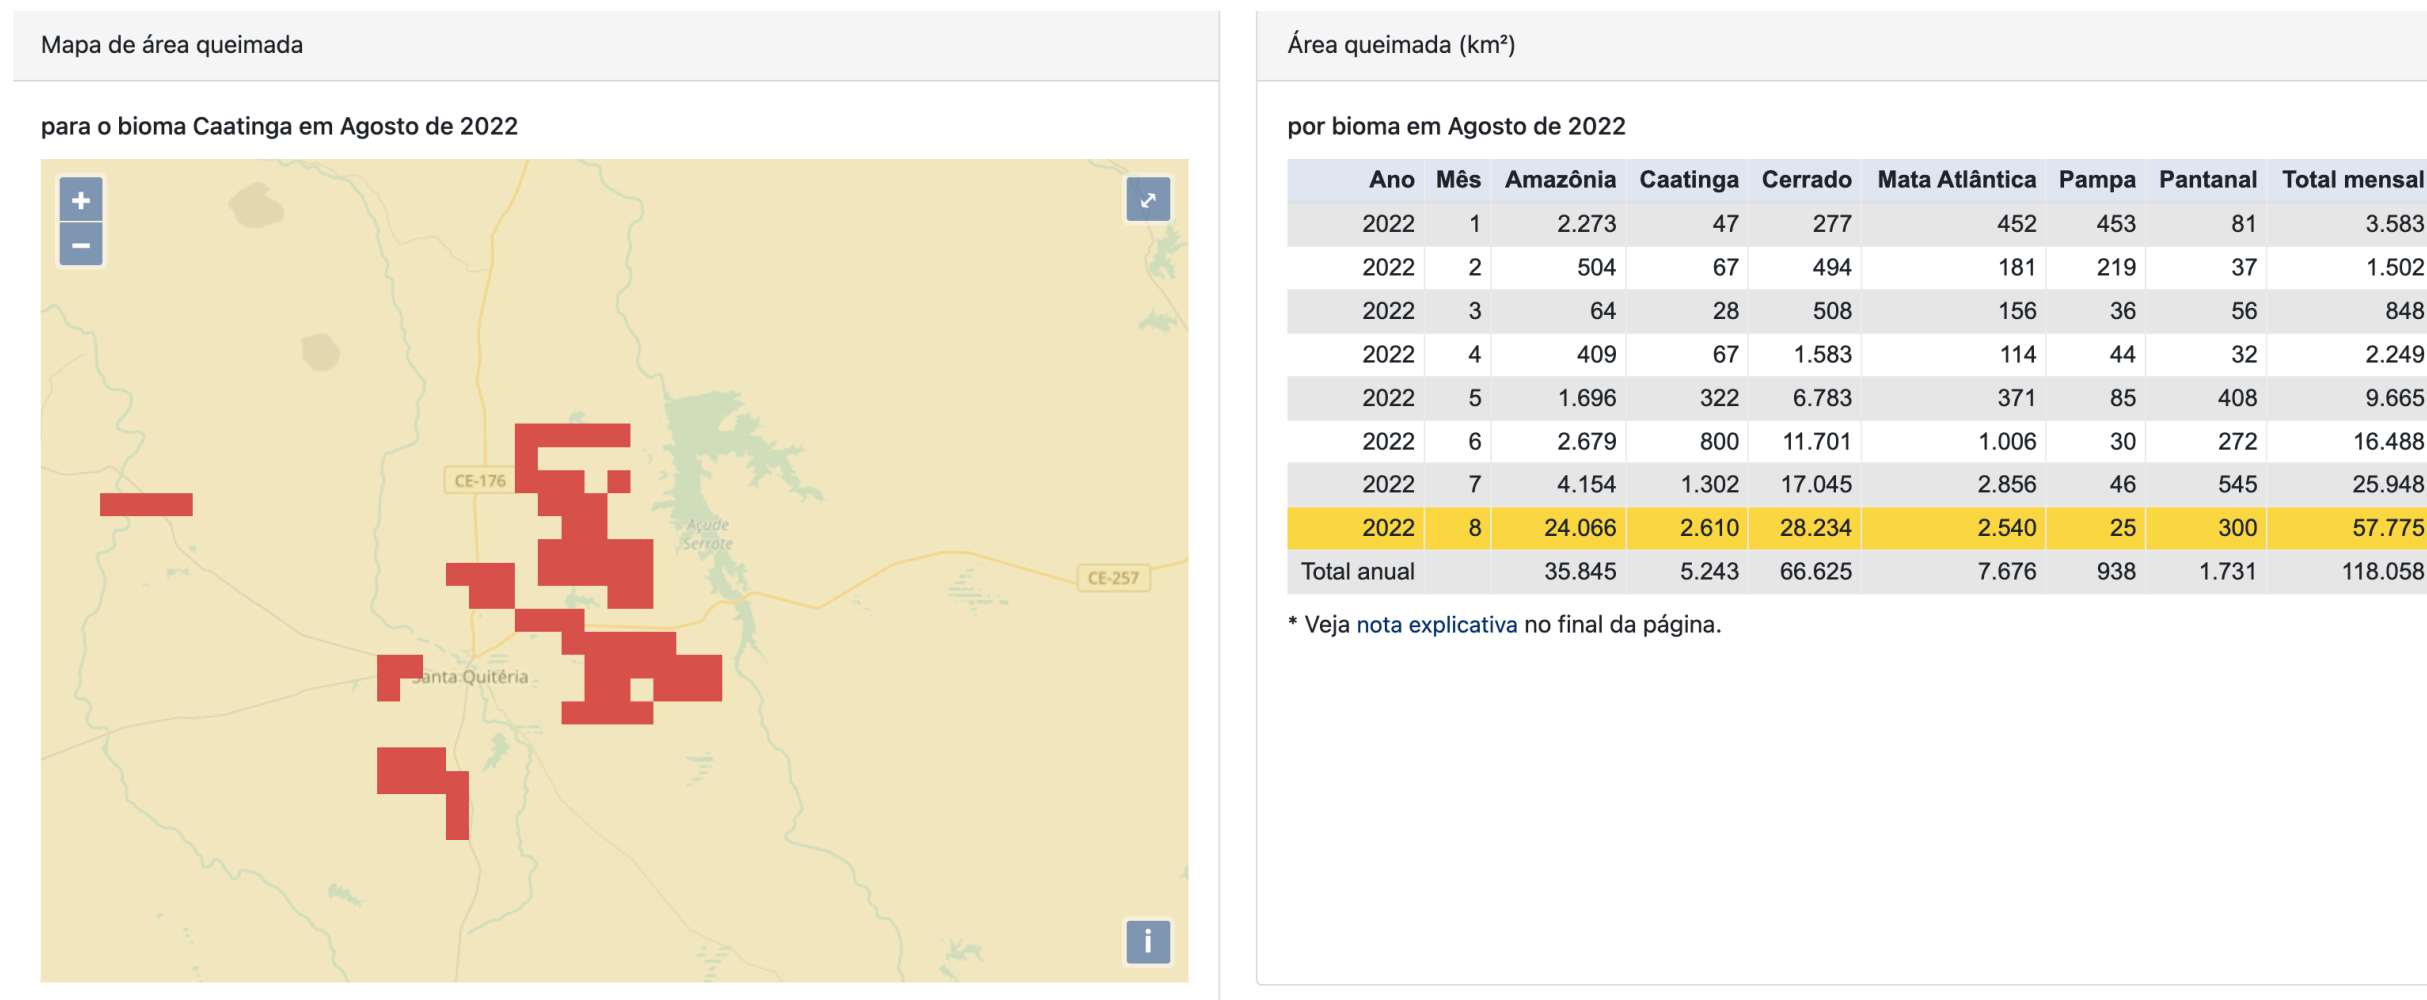 Mapa de área queimada
para o bioma Caatinga em Agosto de 2022
+
−
CE-176
Açude
Serrote
CE-257
Santa Quitéria
i
Área queimada (km²)
por bioma em Agosto de 2022
Ano Mês Amazônia Caatinga Cerrado Mata Atlântica Pampa Pantanal Total mensal
2022 1 2.273 47 277 452 453 81 3.583
2022 2 504 67 494 181 219 37 1.502
2022 3 64 28 508 156 36 56 848
2022 4 409 67 1.583 114 44 32 2.249
2022 5 1.696 322 6.783 371 85 408 9.665
2022 6 2.679 800 11.701 1.006 30 272 16.488
2022 7 4.154 1.302 17.045 2.856 46 545 25.948
2022 8 24.066 2.610 28.234 2.540 25 300 57.775
Total anual 35.845 5.243 66.625 7.676 938 1.731 118.058
* Veja nota explicativa no final da página.